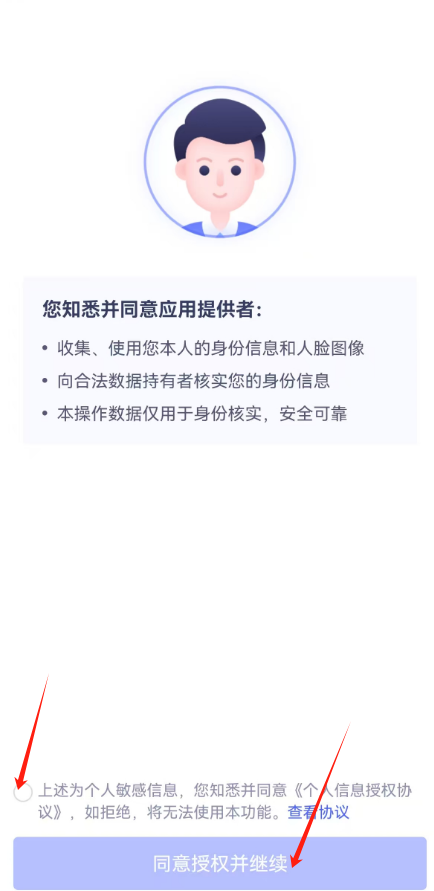 您知悉并同意应用提供者：
• 收集、使用您本人的身份信息和人脸图像
• 向合法数据持有者核实您的身份信息
• 本操作数据仅用于身份核实，安全可靠
上述为个人敏感信息，您知悉并同意《个人信息授权协
议》，如拒绝，将无法使用本功能。查看协议
同意授权并继续